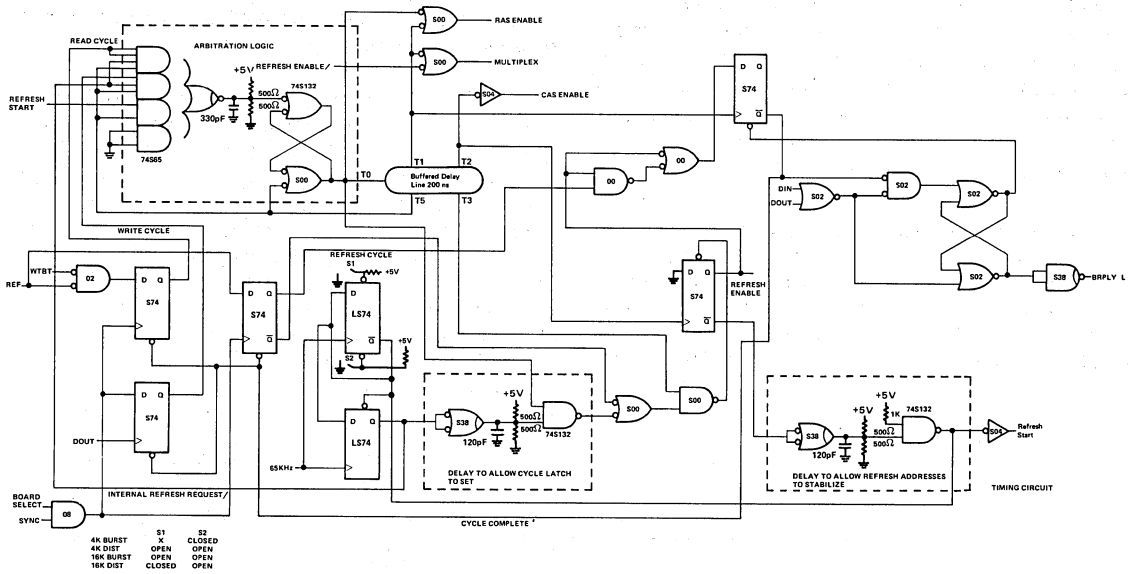 READ CYCLE
ARBITRATION LOGIC
S00
RAS ENABLE
REFRESH ENABLE/
S00
MULTIPLEX
+5V
74S132
500Ω
500Ω
REFRESH
START
330pF
74S65
S00
S04
CAS ENABLE
D Q
S74
Q
T0
T1 T2
Buffered Delay
Line 200 ns
T5 T3
00
00
DIN
DOUT
S02
S02
S02
S02
S38
BRPLY L
WRITE CYCLE
WTBT
REF
02
D Q
S74
D Q
S74
Q
REFRESH CYCLE
S1
+5V
D Q
LS74
Q
S2
+5V
D Q
S74
Q
REFRESH
ENABLE
D Q
S74
DOUT
D Q
LS74
65KHz
+5V
S38
500Ω
500Ω
120pF
74S132
DELAY TO ALLOW CYCLE LATCH
TO SET
S00
S00
+5V
+5V
1K
74S132
S38
500Ω
500Ω
120pF
DELAY TO ALLOW REFRESH ADDRESSES
TO STABILIZE
S04
Refresh
Start
TIMING CIRCUIT
INTERNAL REFRESH REQUEST/
BOARD
SELECT
SYNC
08
CYCLE COMPLETE
S1 S2
4K BURST X CLOSED
4K DIST OPEN OPEN
16K BURST OPEN OPEN
16K DIST CLOSED OPEN